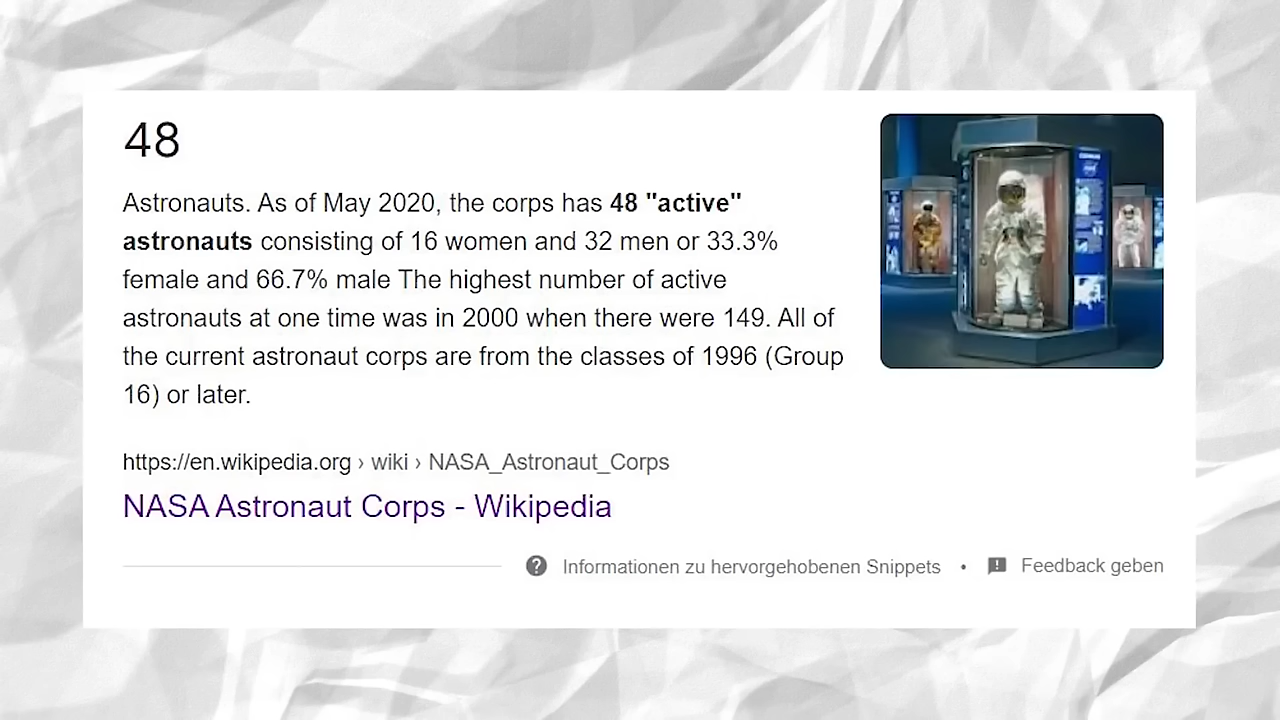 48
Astronauts. As of May 2020, the corps has 48 "active"
astronauts consisting of 16 women and 32 men or 33.3%
female and 66.7% male The highest number of active
astronauts at one time was in 2000 when there were 149. All of
the current astronaut corps are from the classes of 1996 (Group
16) or later.
https://en.wikipedia.org › wiki › NASA_Astronaut_Corps
NASA Astronaut Corps - Wikipedia
Informationen zu hervorgehobenen Snippets • Feedback geben